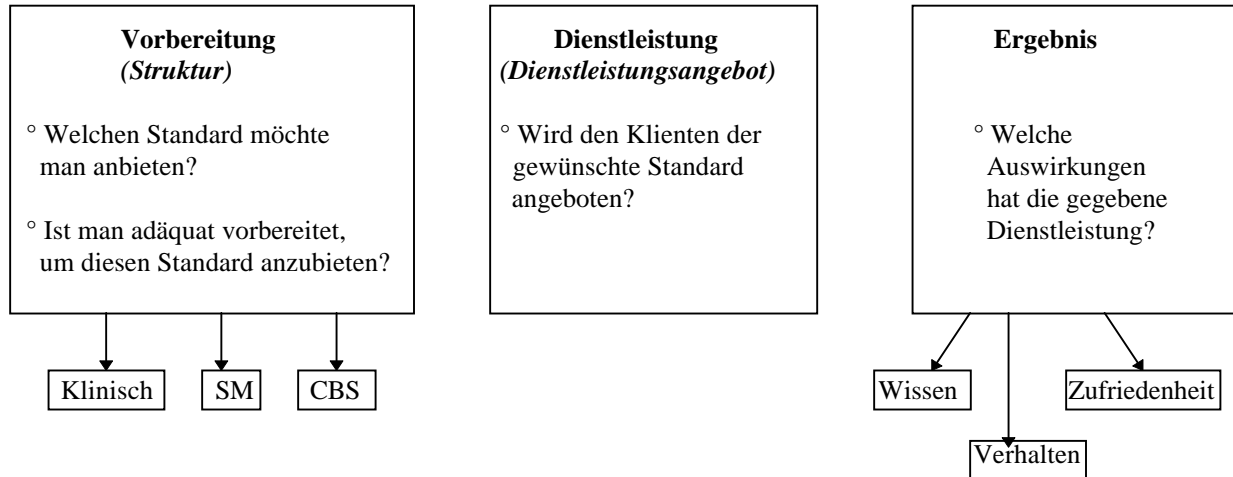 Vorbereitung
(Struktur)
° Welchen Standard möchte
man anbieten?
° Ist man adäquat vorbereitet,
um diesen Standard anzubieten?
Klinisch
SM
CBS
Dienstleistung
(Dienstleistungsangebot)
° Wird den Klienten der
gewünschte Standard
angeboten?
Ergebnis
° Welche
Auswirkungen
hat die gegebene
Dienstleistung?
Wissen
Zufriedenheit
Verhalten